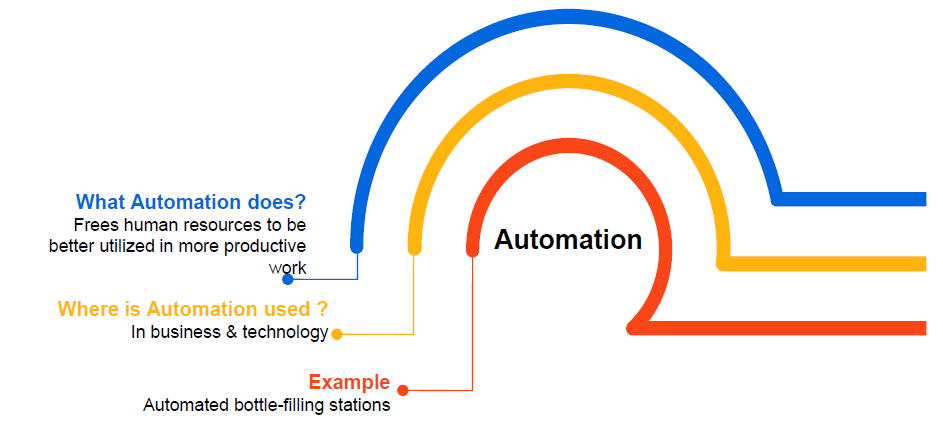 What Automation does?
Frees human resources to be
better utilized in more productive
work
Automation
Where is Automation used ?
In business & technology
Example
Automated bottle-filling stations